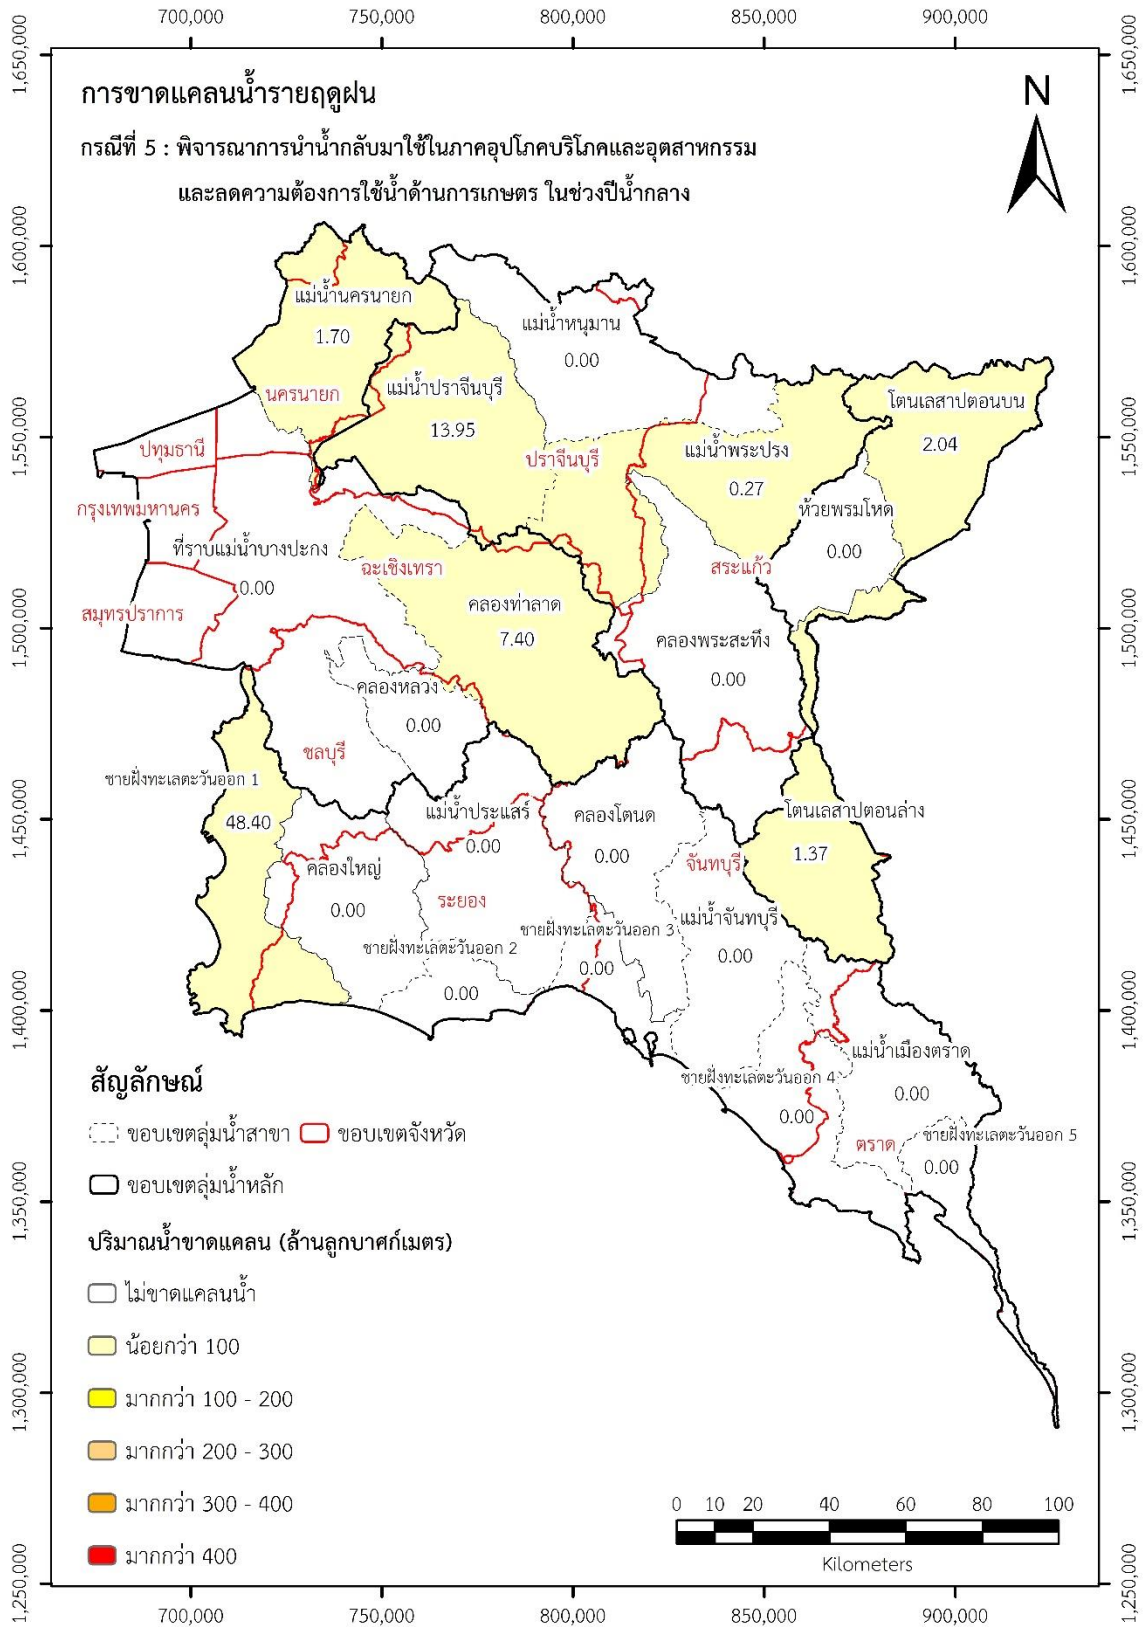 700,000
750,000
800,000
850,000
900,000
1,650,000
1,650,000
การขาดแคลนน้ำรายฤดูฝน
N
กรณีที่ 5 : พิจารณาการนำน้ำกลับมาใช้ในภาคอุปโภคบริโภคและอุตสาหกรรม
และลดความต้องการใช้น้ำด้านการเกษตร ในช่วงปีน้ำกลาง
1,600,000
1,600,000
แม่น้ำนครนายก
1.70
แม่น้ำหนุมาน
0.00
นครนายก
แม่น้ำปราจีนบุรี
13.95
โตนเลสาปตอนบน
2.04
1,550,000
1,550,000
ปทุมธานี
ปราจีนบุรี
แม่น้ำพระปรง
0.27
กรุงเทพมหานคร
ห้วยพรมโหด
0.00
ที่ราบแม่น้ำบางปะกง
0.00
ฉะเชิงเทรา
สระแก้ว
สมุทรปราการ
คลองท่าลาด
7.40
1,500,000
1,500,000
คลองพระสะทึง
0.00
คลองหลวง
0.00
ชลบุรี
ชายฝั่งทะเลตะวันออก 1
48.40
แม่น้ำประแสร์
0.00
คลองโตนด
0.00
โตนเลสาปตอนล่าง
1.37
1,450,000
1,450,000
คลองใหญ่
0.00
ระยอง
จันทบุรี
แม่น้ำจันทบุรี
0.00
ชายฝั่งทะเลตะวันออก 3
0.00
ชายฝั่งทะเลตะวันออก 2
0.00
1,400,000
1,400,000
แม่น้ำเมืองตราด
0.00
ชายฝั่งทะเลตะวันออก 4
0.00
ตราด
ชายฝั่งทะเลตะวันออก 5
0.00
สัญลักษณ์
ขอบเขตลุ่มน้ำสาขา
ขอบเขตจังหวัด
ขอบเขตลุ่มน้ำหลัก
1,350,000
1,350,000
ปริมาณน้ำขาดแคลน (ล้านลูกบาศก์เมตร)
ไม่ขาดแคลนน้ำ
น้อยกว่า 100
มากกว่า 100 - 200
1,300,000
1,300,000
มากกว่า 200 - 300
มากกว่า 300 - 400
มากกว่า 400
0 10 20 40 60 80 100
Kilometers
1,250,000
1,250,000
700,000
750,000
800,000
850,000
900,000